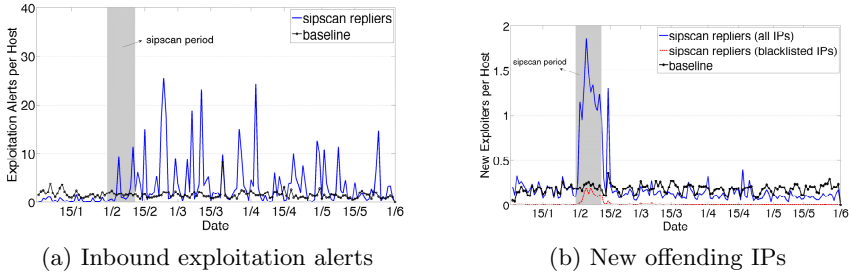 40
30
20
10
0
Exploitation Alerts per Host
sipscan period
sipscan repliers
baseline
15/1 1/2 15/2 1/3 15/3 1/4 15/4 1/5 15/5 1/6
Date
(a) Inbound exploitation alerts
2
1.5
1
0.5
0
New Exploiters per Host
sipscan period
sipscan repliers (all IPs)
sipscan repliers (blacklisted IPs)
baseline
15/1 1/2 15/2 1/3 15/3 1/4 15/4 1/5 15/5 1/6
Date
(b) New offending IPs